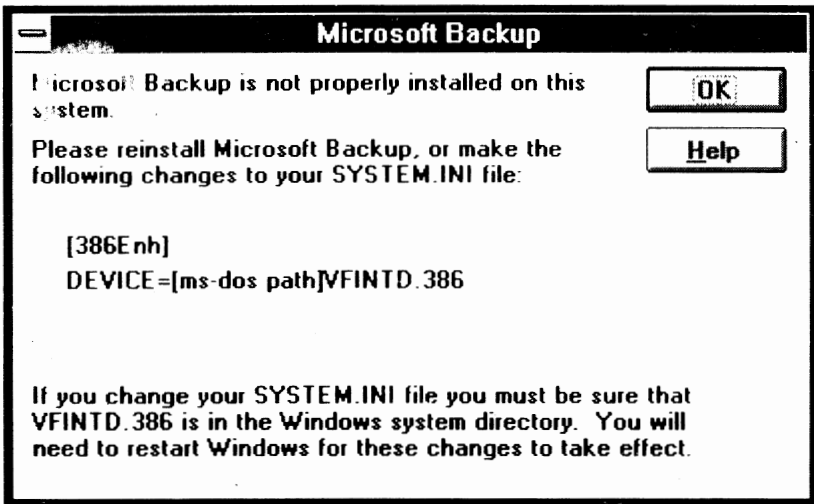 Microsoft Backup
Microsoft Backup is not properly installed on this
system.
OK
Please reinstall Microsoft Backup, or make the
following changes to your SYSTEM.INI file:
Help
[386Enh]
DEVICE=[ms-dos path]VFINTD.386
If you change your SYSTEM.INI file you must be sure that
VFINTD.386 is in the Windows system directory. You will
need to restart Windows for these changes to take effect.